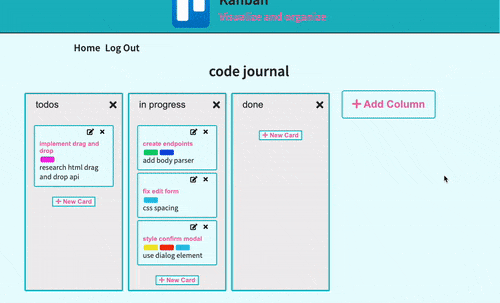 Kanban
Visualize and organize
Home Log Out
code journal
todos
implement drag and
drop
research html drag
and drop api
+ New Card
in progress
create endpoints
add body parser
fix edit form
css spacing
style confirm modal
use dialog element
+ New Card
done
+ New Card
+ Add Column